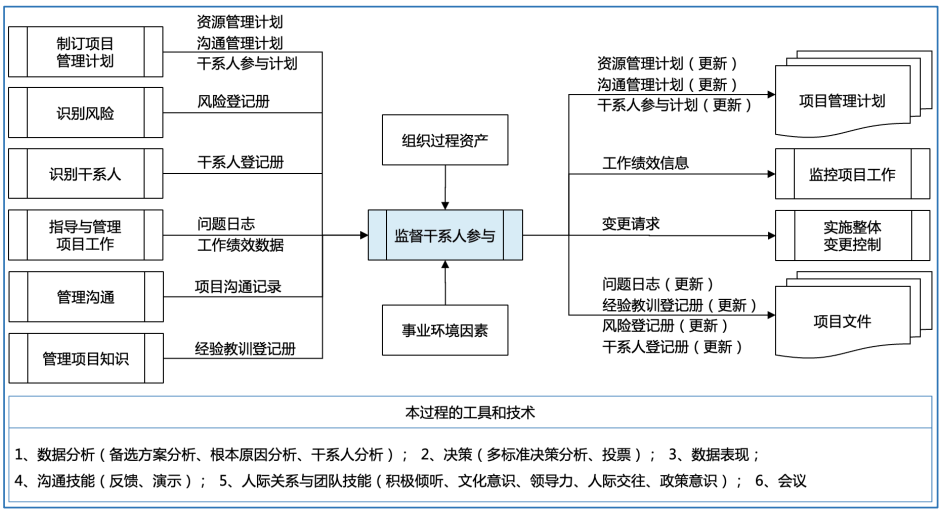 制订项目
管理计划
资源管理计划
沟通管理计划
干系人参与计划
识别风险
风险登记册
识别干系人
干系人登记册
指导与管理
项目工作
问题日志
工作绩效数据
管理沟通
项目沟通记录
管理项目知识
经验教训登记册
组织过程资产
监督干系人参与
事业环境因素
资源管理计划（更新）
沟通管理计划（更新）
干系人参与计划（更新）
项目管理计划
工作绩效信息
监控项目工作
变更请求
实施整体
变更控制
问题日志（更新）
经验教训登记册（更新）
风险登记册（更新）
干系人登记册（更新）
项目文件
本过程的工具和技术
1、数据分析（备选方案分析、根本原因分析、干系人分析）； 2、决策（多标准决策分析、投票）； 3、数据表现；
4、沟通技能（反馈、演示）； 5、人际关系与团队技能（积极倾听、文化意识、领导力、人际交往、政策意识）； 6、会议